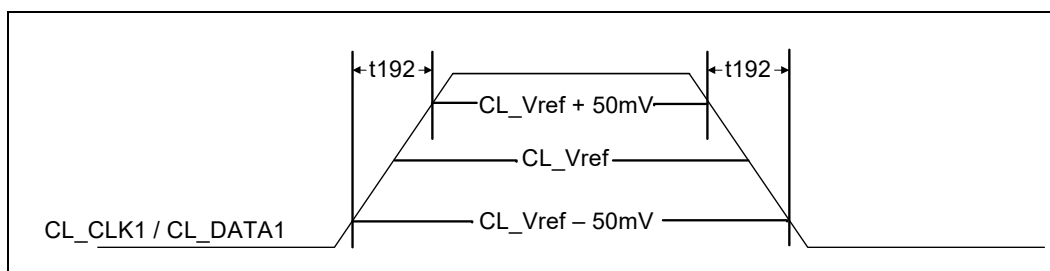 t192
t192
CL_Vref + 50mV
CL_Vref
CL_Vref – 50mV
CL_CLK1 / CL_DATA1